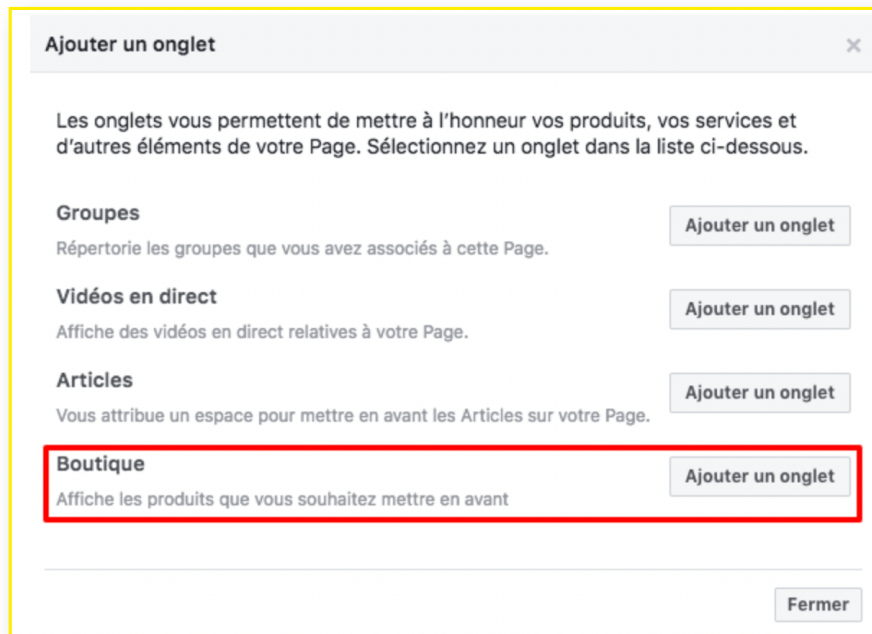 Ajouter un onglet
×
Les onglets vous permettent de mettre à l'honneur vos produits, vos services et
d'autres éléments de votre Page. Sélectionnez un onglet dans la liste ci-dessous.
Groupes
Ajouter un onglet
Répertorie les groupes que vous avez associés à cette Page.
Vidéos en direct
Ajouter un onglet
Affiche des vidéos en direct relatives à votre Page.
Articles
Ajouter un onglet
Vous attribue un espace pour mettre en avant les Articles sur votre Page.
Boutique
Ajouter un onglet
Affiche les produits que vous souhaitez mettre en avant
Fermer